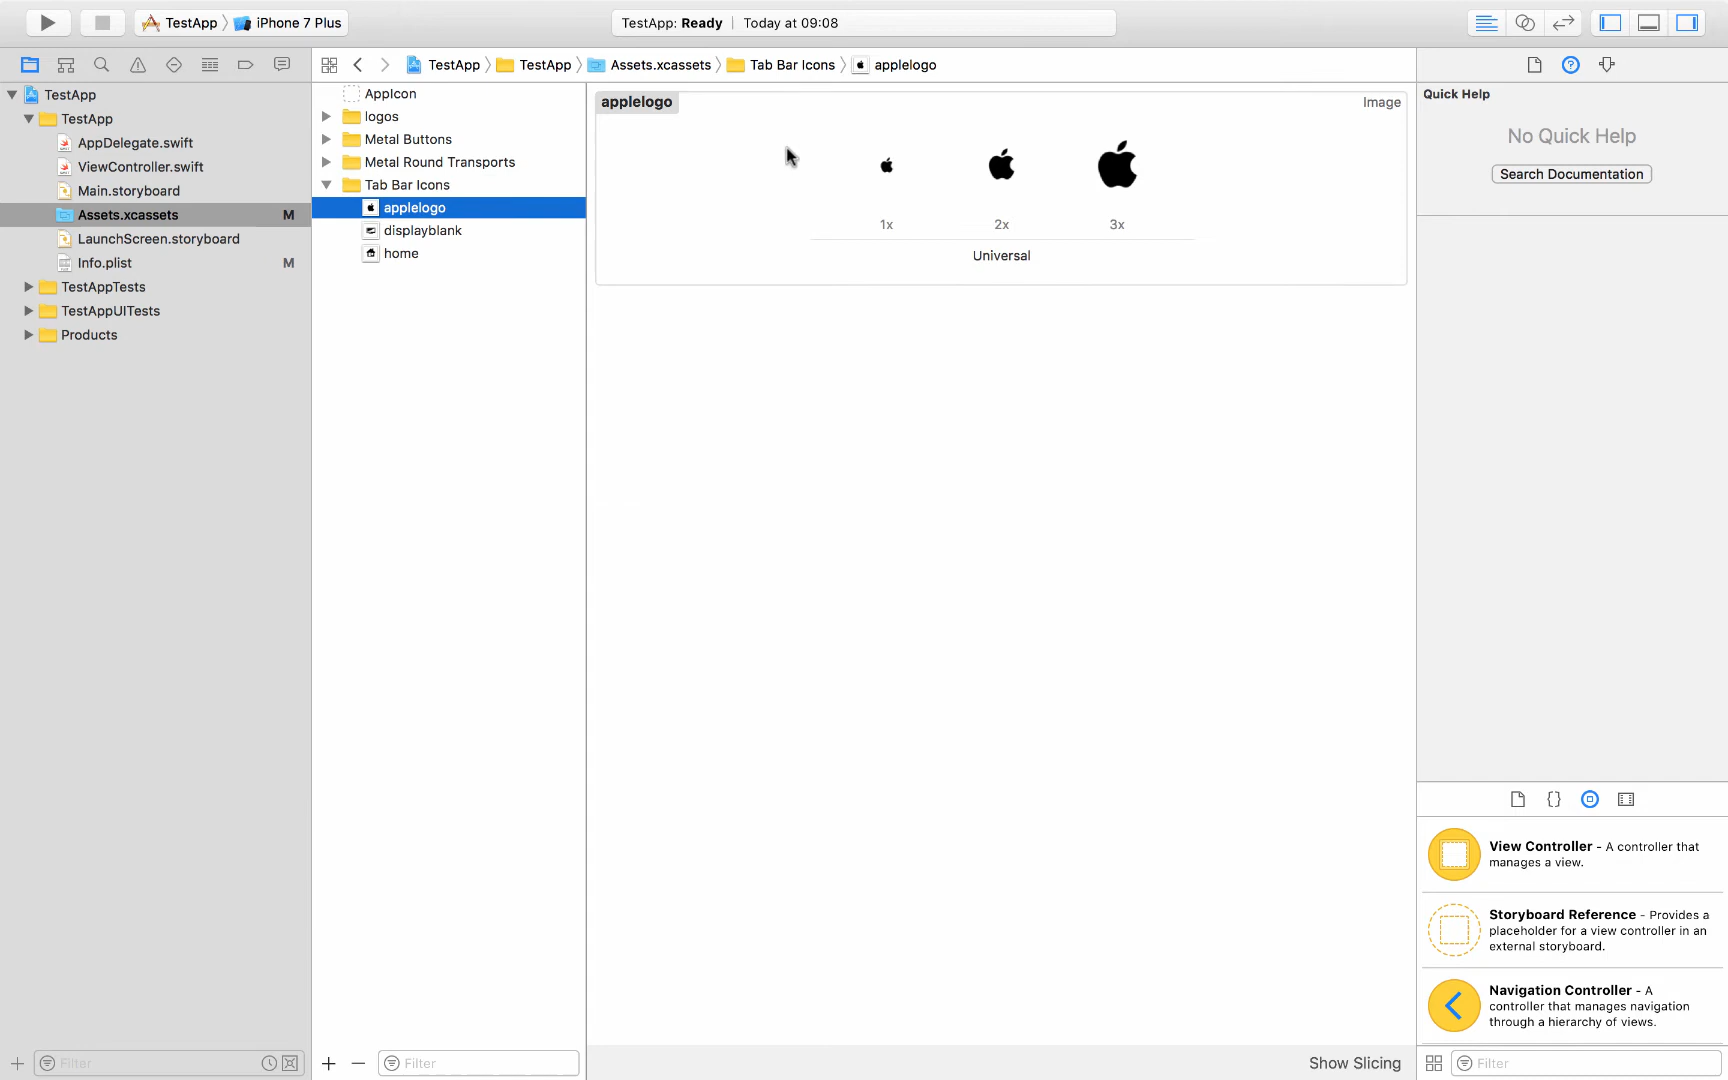 TestApp iPhone 7 Plus
TestApp: Ready Today at 09:08
TestApp TestApp Assets.xcassets Tab Bar Icons applelogo
TestApp
TestApp
AppDelegate.swift
ViewController.swift
Main.storyboard
Assets.xcassets M
LaunchScreen.storyboard
Info.plist M
TestAppTests
TestAppUITests
Products
Filter
AppIcon
logos
Metal Buttons
Metal Round Transports
Tab Bar Icons
applelogo
displayblank
home
Filter
applelogo Image
1x 2x 3x
Universal
Show Slicing
Quick Help
No Quick Help
Search Documentation
View Controller - A controller that
manages a view.
Storyboard Reference - Provides a
placeholder for a view controller in an
external storyboard.
Navigation Controller - A
controller that manages navigation
through a hierarchy of views.
Filter